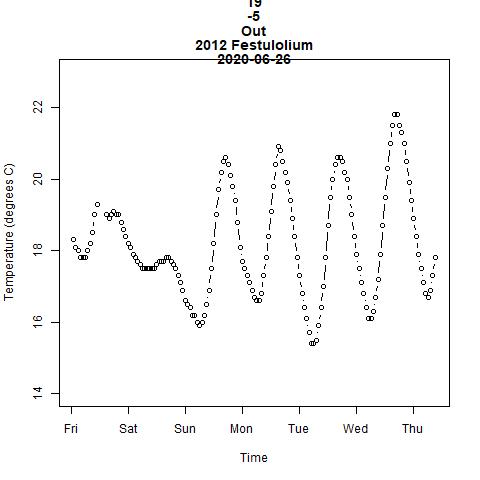 19
-5
Out
2012 Festulolium
2020-06-26
Temperature (degrees C)
22
20
18
16
14
Fri Sat Sun Mon Tue Wed Thu
Time